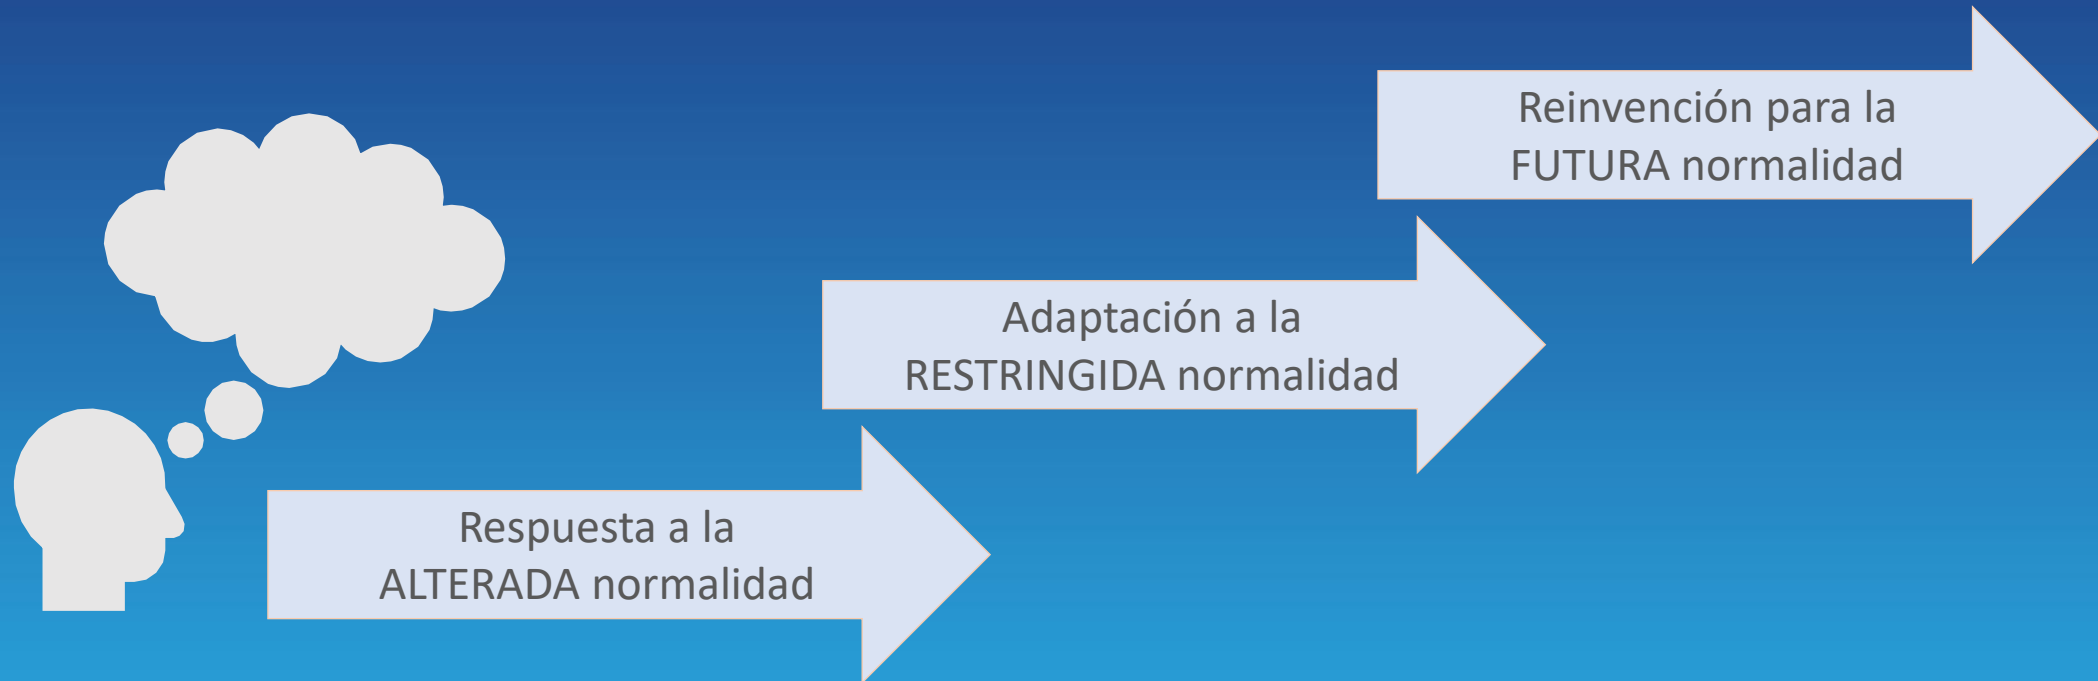 Reinvención para la
FUTURA normalidad
Adaptación a la
RESTRINGIDA normalidad
Respuesta a la
ALTERADA normalidad